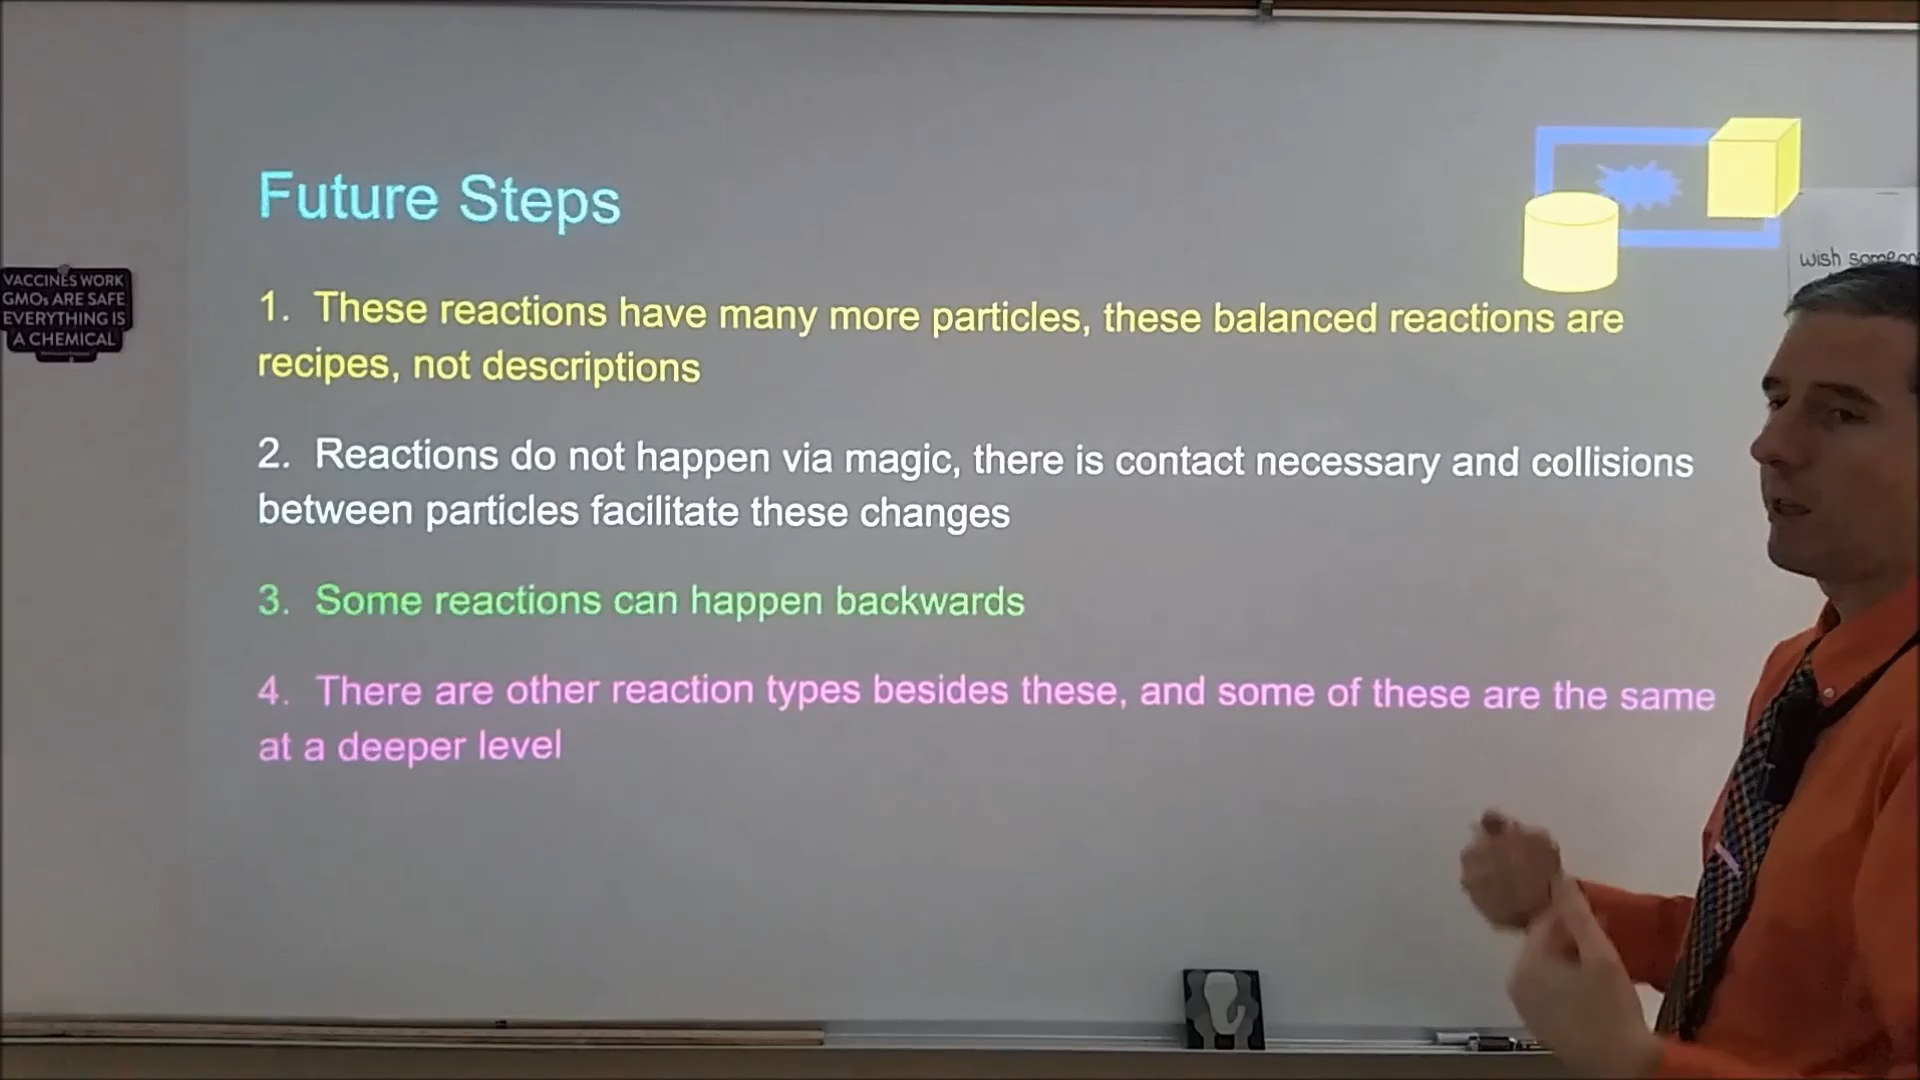 Future Steps
1. These reactions have many more particles, these balanced reactions are
recipes, not descriptions
2. Reactions do not happen via magic, there is contact necessary and collisions
between particles facilitate these changes
3. Some reactions can happen backwards
4. There are other reaction types besides these, and some of these are the same
at a deeper level
VACCINES WORK
GMOs ARE SAFE
EVERYTHING IS
A CHEMICAL
wish